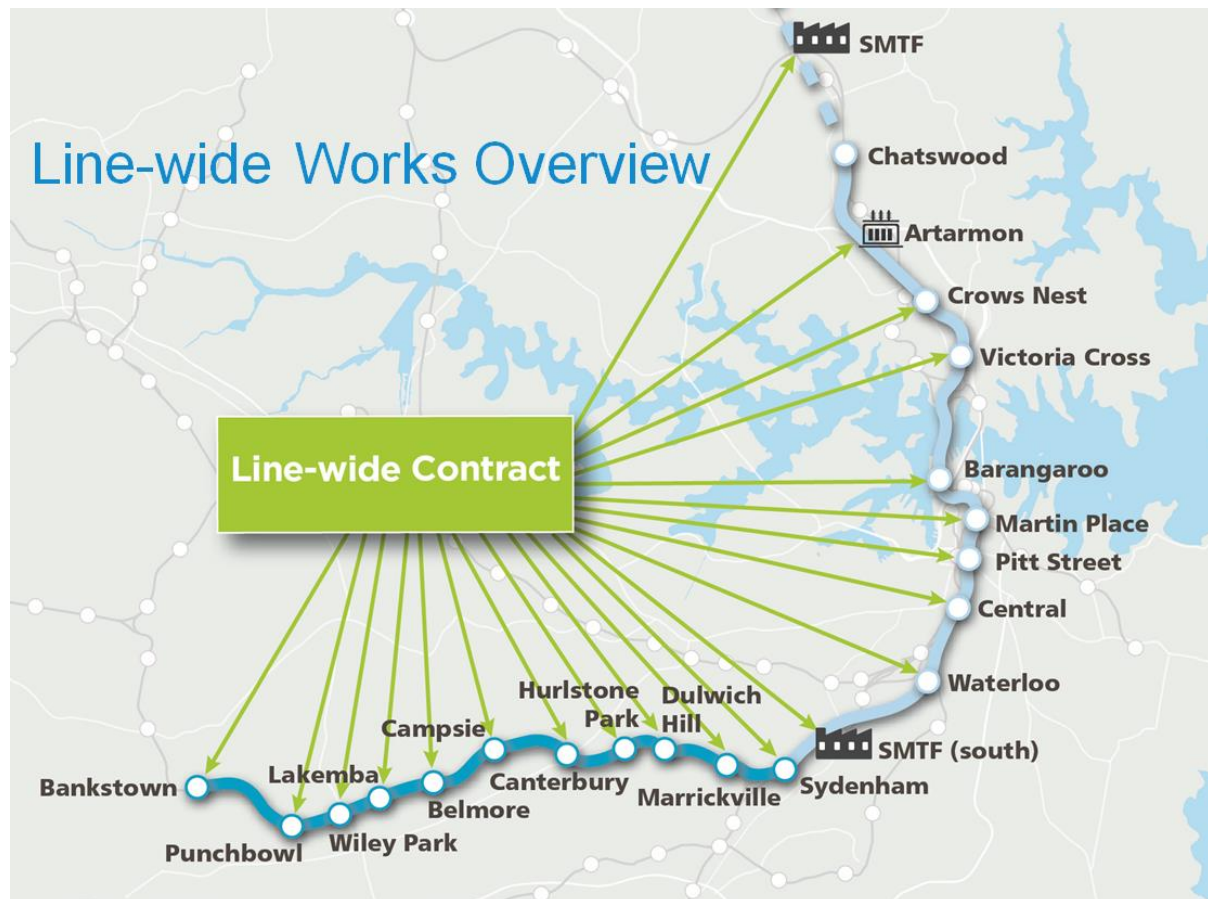 SMTF
Chatswood
Line-wide Works Overview
Artarmon
Crows Nest
Victoria Cross
Line-wide Contract
Barangaroo
Martin Place
Pitt Street
Central
Waterloo
Hurlstone
Park
Dulwich
Hill
Campsie
SMTF (south)
Lakemba
Bankstown
Canterbury
Sydenham
Marrickville
Belmore
Wiley Park
Punchbowl